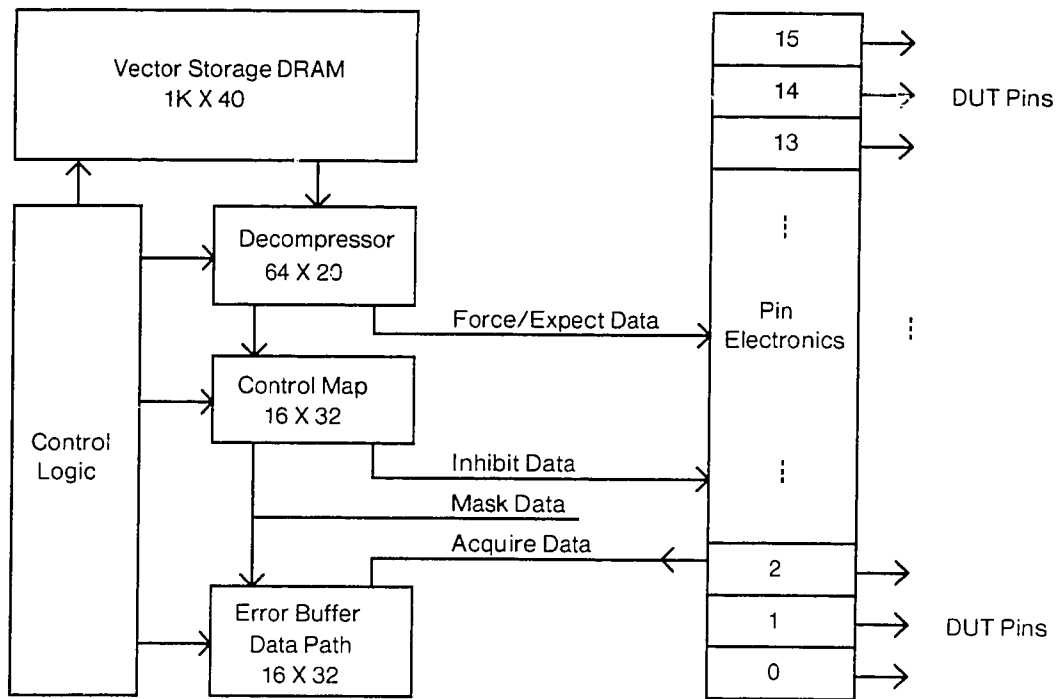 Vector Storage DRAM
1K X 40
Decompressor
64 X 20
Control Map
16 X 32
Control
Logic
Error Buffer
Data Path
16 X 32
Force/Expect Data
Inhibit Data
Mask Data
Acquire Data
15
14
13
Pin
Electronics
2
1
0
DUT Pins
DUT Pins